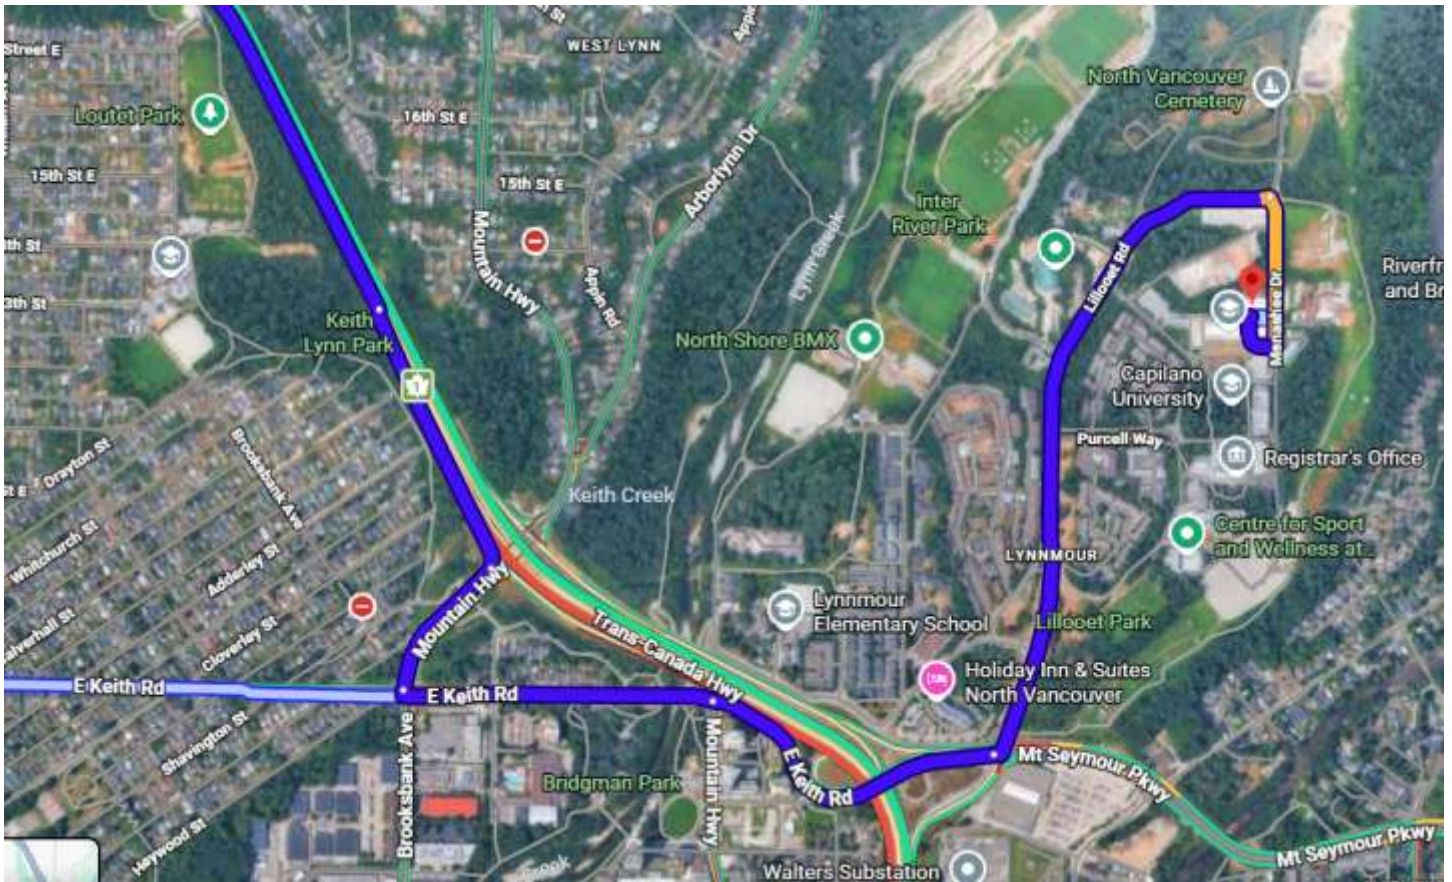 WEST LYNN
Street E
Loutet Park
16th St E
15th St E
15th St E
North Vancouver
Cemetery
Arborlynn Dr
Mountain Hwy
Appin Rd
Inter
River Park
Lynn Creek
Lillooet Rd
Riverfr
and Br
Monashee Dr
Keith
Lynn Park
1
North Shore BMX
Capilano
University
Purcell Way
Registrar's Office
Drayton St
Brooksbank Ave
Keith Creek
Whitchurch St
Adderley St
Centre for Sport
and Wellness at...
LYNNMOUR
Mountain Hwy
Cloverley St
Trans-Canada Hwy
Lynnmour
Elementary School
Lillooet Park
Holiday Inn & Suites
North Vancouver
E Keith Rd
E Keith Rd
Shavington St
Brooksbank Ave
Mountain Hwy
E Keith Rd
Bridgman Park
Mt Seymour Pkwy
Mt Seymour Pkwy
Heywood St
Walters Substation